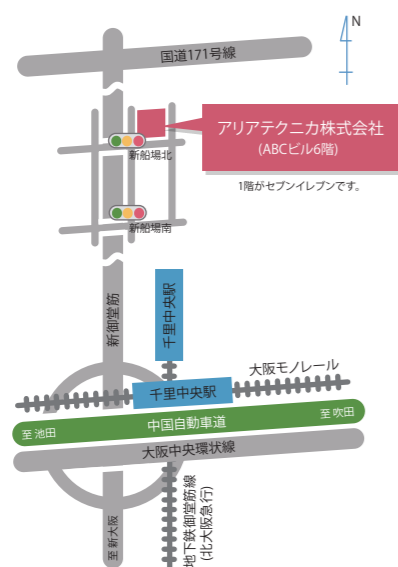 N
国道171号線
アリアテクニカ株式会社
(ABCビル6階)
新船場北
1階がセブンイレブンです。
新船場南
新御堂筋
千里中央駅
大阪モノレール
千里中央駅
至吹田
中国自動車道
至池田
大阪中央環状線
地下鉄御堂筋線
(北大阪急行)
至新大阪